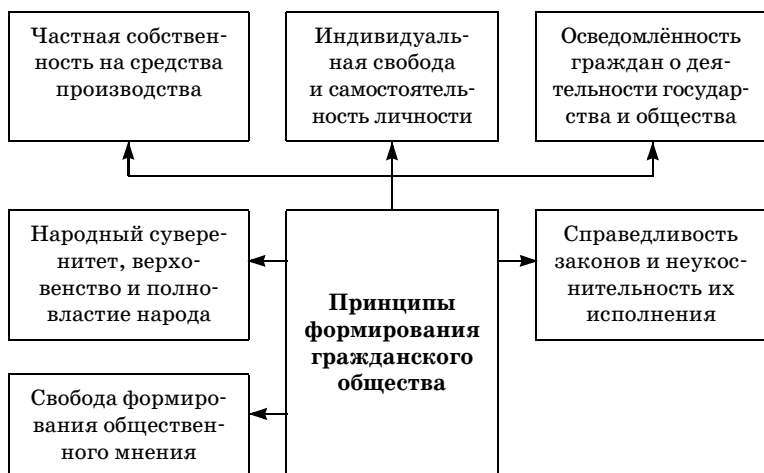 Частная собствен-
ность на средства
производства
Индивидуаль-
ная свобода
и самостоятель-
ность личности
Осведомлённость
граждан о дея-
тельности государ-
ства и общества
Народный сувере-
нитет, верхо-
венство и полно-
властие народа
Принципы
формирования
гражданского
общества
Справедливость
законов и неукос-
нительность их
исполнения
Свобода формиро-
вания обществен-
ного мнения